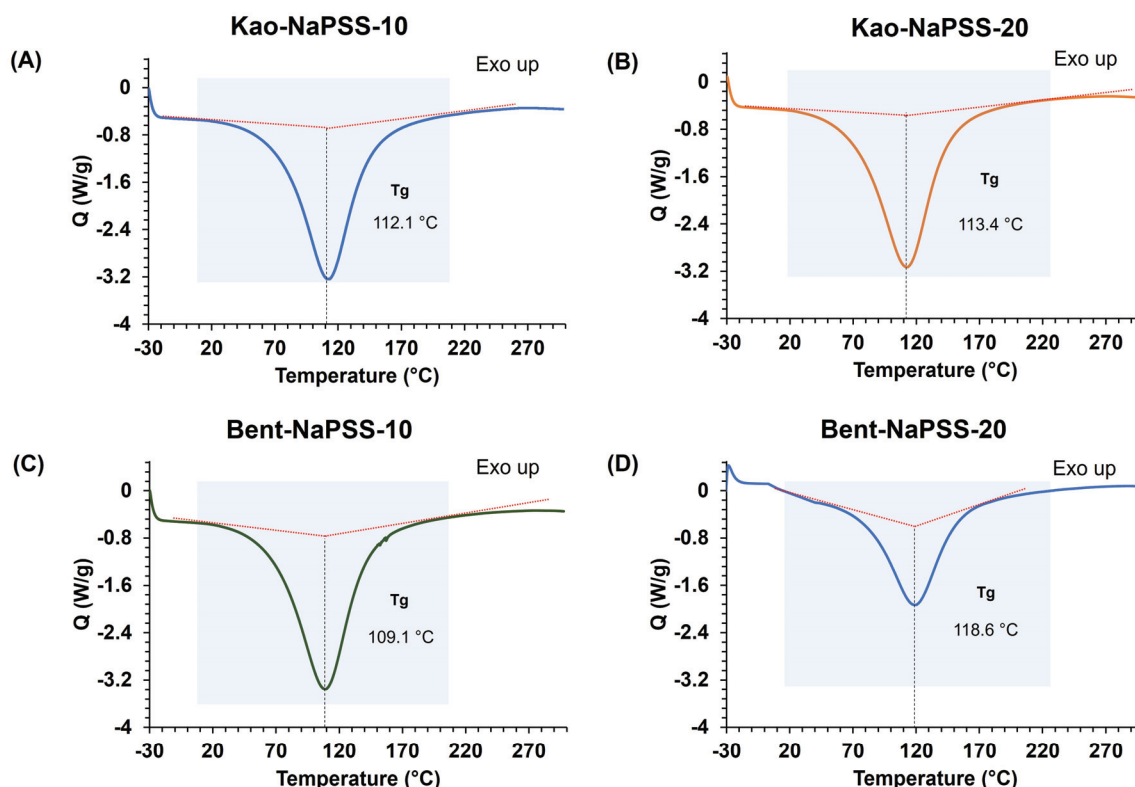 Kao-NaPSS-10
(A)
Exo up
0
-0.8
-1.6
-2.4
-3.2
-4
Q (W/g)
Tg
112.1 °C
-30 20 70 120 170 220 270
Temperature (°C)
Kao-NaPSS-20
(B)
Exo up
0
-0.8
-1.6
-2.4
-3.2
-4
Q (W/g)
Tg
113.4 °C
-30 20 70 120 170 220 270
Temperature (°C)
Bent-NaPSS-10
(C)
Exo up
0
-0.8
-1.6
-2.4
-3.2
-4
Q (W/g)
Tg
109.1 °C
-30 20 70 120 170 220 270
Temperature (°C)
Bent-NaPSS-20
(D)
Exo up
0
-0.8
-1.6
-2.4
-3.2
-4
Q (W/g)
Tg
118.6 °C
-30 20 70 120 170 220 270
Temperature (°C)